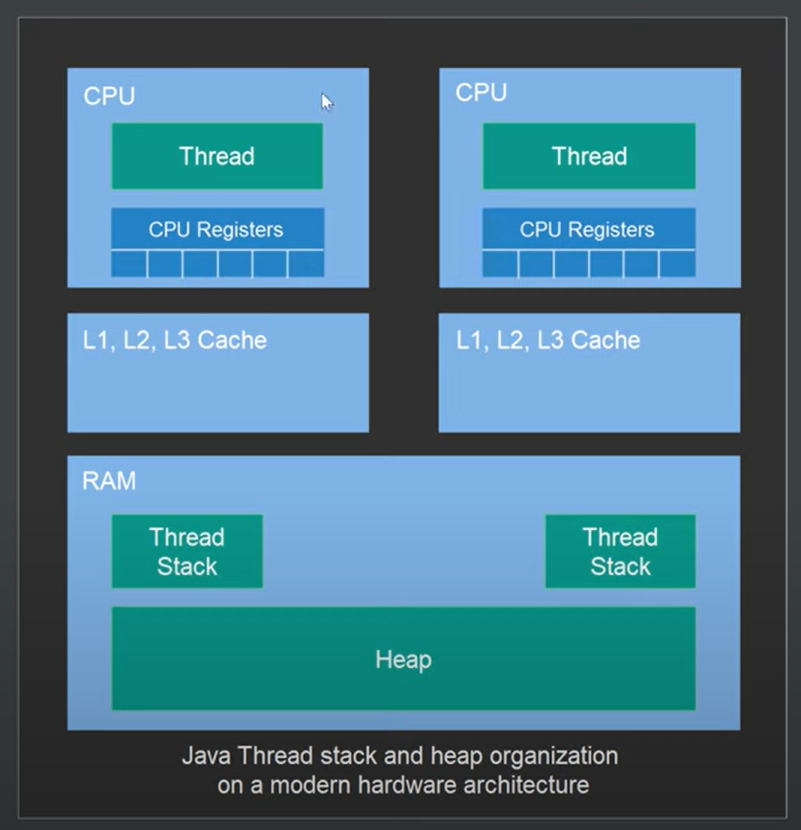 CPU
Thread
CPU Registers
CPU
Thread
CPU Registers
L1, L2, L3 Cache
L1, L2, L3 Cache
RAM
Thread
Stack
Thread
Stack
Heap
Java Thread stack and heap organization
on a modern hardware architecture